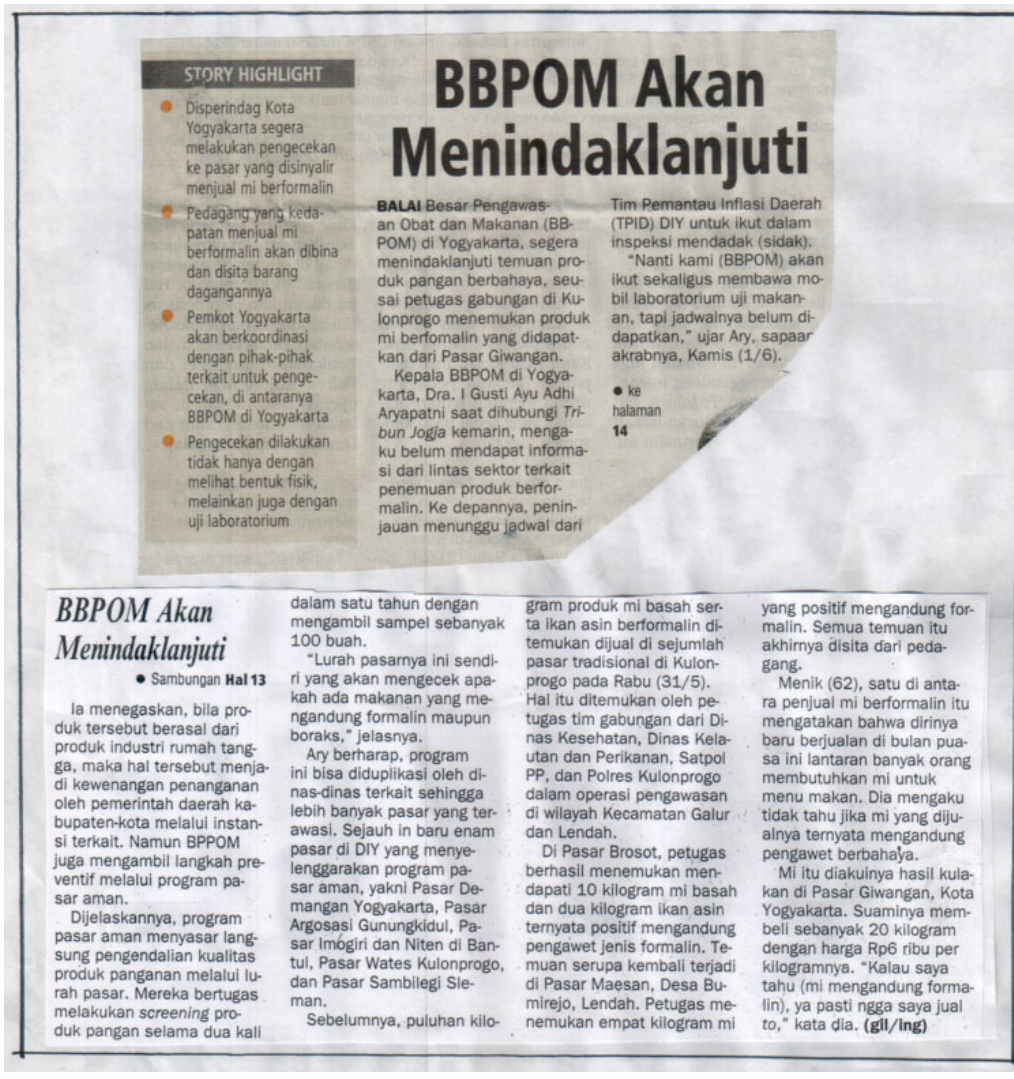 STORY HIGHLIGHT
Disperindag Kota
Yogyakarta segera
melakukan pengecekan
ke pasar yang disinyalir
menjual mi berformalin
Pedagang yang keda-
patan menjual mi
berformalin akan dibina
dan disita barang
dagangannya
Pemkot Yogyakarta
akan berkoordinasi
dengan pihak-pihak
terkait untuk penge-
cekan, di antaranya
BBPOM di Yogyakarta
Pengecekan dilakukan
tidak hanya dengan
melihat bentuk fisik,
melainkan juga dengan
uji laboratorium
BBPOM Akan
Menindaklanjuti
BALAI Besar Pengawas-
an Obat dan Makanan (BB-
POM) di Yogyakarta, segera
menindaklanjuti temuan pro-
duk pangan berbahaya, seu-
sai petugas gabungan di Ku-
lonprogo menemukan produk
mi berfomalin yang didapat-
kan dari Pasar Giwangan.
Kepala BBPOM di Yogya-
karta, Dra. I Gusti Ayu Adhi
Aryapatni saat dihubungi Tri-
bun Jogja kemarin, menga-
ku belum mendapat informa-
si dari lintas sektor terkait
penemuan produk berfor-
malin. Ke depannya, penin-
jauan menunggu jadwal dari
Tim Pemantau Inflasi Daerah
(TPID) DIY untuk ikut dalam
inspeksi mendadak (sidak).
"Nanti kami (BBPOM) akan
ikut sekaligus membawa mo-
bil laboratorium uji makan-
an, tapi jadwalnya belum di-
dapatkan," ujar Ary, sapaan
akrabnya, Kamis (1/6).
● ke
halaman
14
BBPOM Akan
Menindaklanjuti
● Sambungan Hal 13
Ia menegaskan, bila pro-
duk tersebut berasal dari
produk industri rumah tang-
ga, maka hal tersebut menja-
di kewenangan penanganan
oleh pemerintah daerah ka-
bupaten-kota melalui instan-
si terkait. Namun BPPOM
juga mengambil langkah pre-
ventif melalui program pa-
sar aman.
Dijelaskannya, program
pasar aman menyasar lang-
sung pengendalian kualitas
produk panganan melalui lu-
rah pasar. Mereka bertugas
melakukan screening pro-
duk pangan selama dua kali
dalam satu tahun dengan
mengambil sampel sebanyak
100 buah.
"Lurah pasarnya ini sendi-
ri yang akan mengecek apa-
kah ada makanan yang me-
ngandung formalin maupun
boraks," jelasnya.
Ary berharap, program
ini bisa diduplikasi oleh di-
nas-dinas terkait sehingga
lebih banyak pasar yang ter-
awasi. Sejauh in baru enam
pasar di DIY yang menye-
lenggarakan program pa-
sar aman, yakni Pasar De-
mangan Yogyakarta, Pasar
Argosasi Gunungkidul, Pa-
sar Imogiri dan Niten di Ban-
tul, Pasar Wates Kulonprogo,
dan Pasar Sambilegi Sle-
man.
Sebelumnya, puluhan kilo-
gram produk mi basah ser-
ta ikan asin berformalin di-
temukan dijual di sejumlah
pasar tradisional di Kulon-
progo pada Rabu (31/5).
Hal itu ditemukan oleh pe-
tugas tim gabungan dari Di-
nas Kesehatan, Dinas Kela-
utan dan Perikanan, Satpol
PP, dan Polres Kulonprogo
dalam operasi pengawasan
di wilayah Kecamatan Galur
dan Lendah.
Di Pasar Brosot, petugas
berhasil menemukan men-
dapati 10 kilogram mi basah
dan dua kilogram ikan asin
ternyata positif mengandung
pengawet jenis formalin. Te-
muan serupa kembali terjadi
di Pasar Maesan, Desa Bu-
mirejo, Lendah. Petugas me-
nemukan empat kilogram mi
yang positif mengandung for-
malin. Semua temuan itu
akhirnya disita dari peda-
gang.
Menik (62), satu di anta-
ra penjual mi berformalin itu
mengatakan bahwa dirinya
baru berjualan di bulan pua-
sa ini lantaran banyak orang
membutuhkan mi untuk
menu makan. Dia mengaku
tidak tahu jika mi yang diju-
alnya ternyata mengandung
pengawet berbahaya.
Mi itu diakuinya hasil kulak-
an di Pasar Giwangan, Kota
Yogyakarta. Suaminya mem-
beli sebanyak 20 kilogram
dengan harga Rp6 ribu per
kilogramnya. "Kalau saya
tahu (mi mengandung forma-
lin), ya pasti ngga saya jual
to," kata dia. (gil/ing)